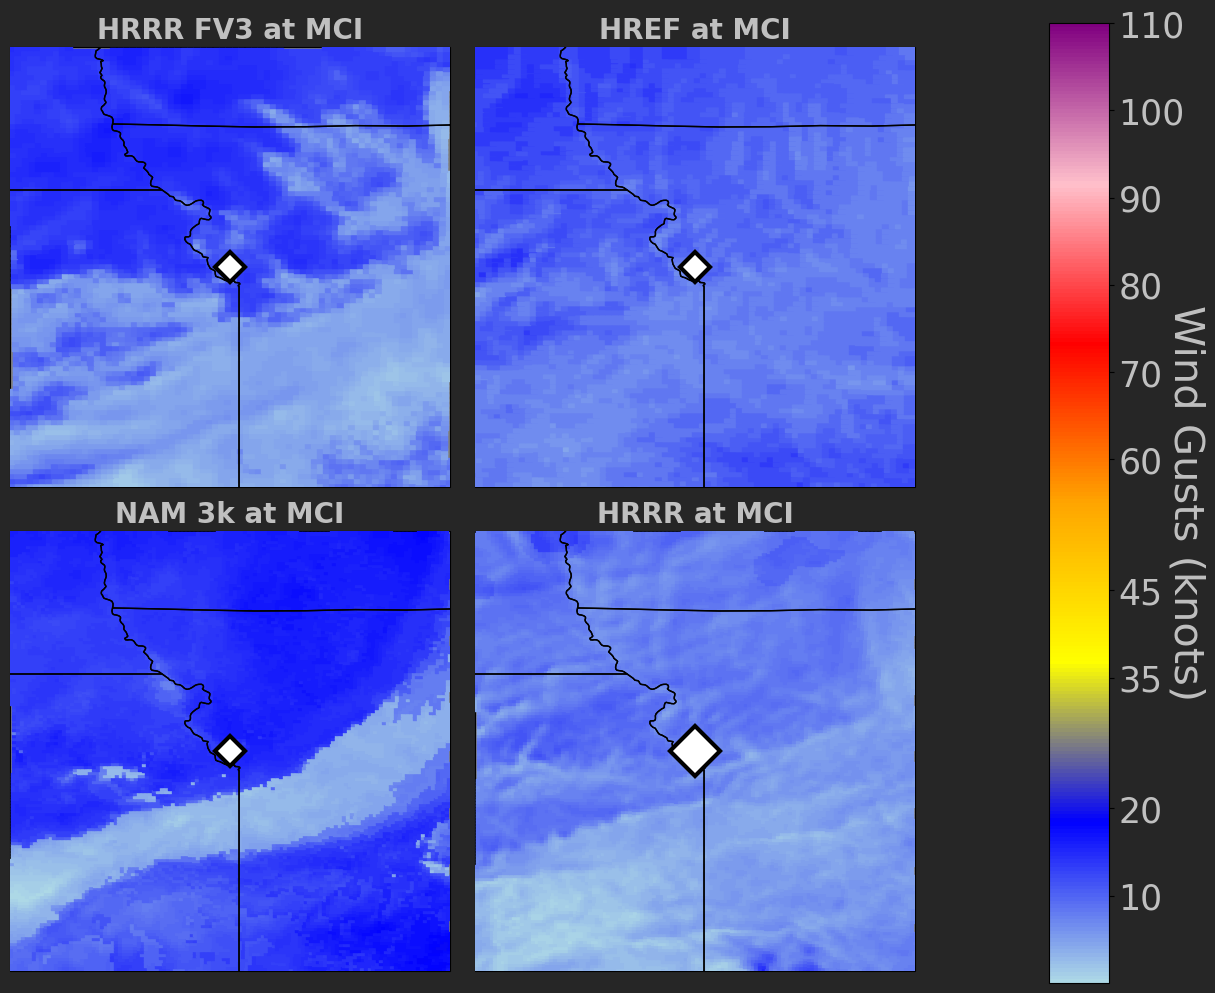 HRRR FV3 at MCI
HREF at MCI
NAM 3k at MCI
HRRR at MCI
110
100
90
80
70
60
45
35
20
10
Wind Gusts (knots)